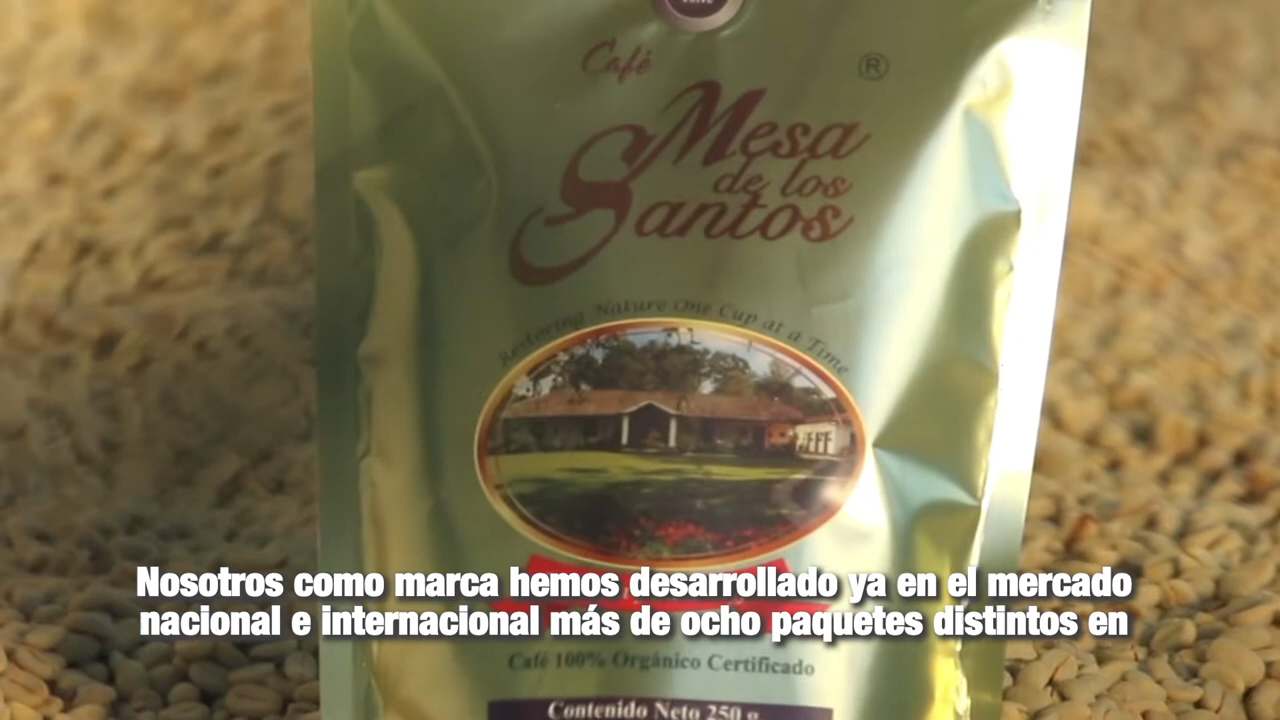 Café
®
Mesa
de los
Santos
Restoring Nature One Cup at a Time
Nosotros como marca hemos desarrollado ya en el mercado
nacional e internacional más de ocho paquetes distintos en
Café 100% Orgánico Certificado
Contenido Neto 250 g